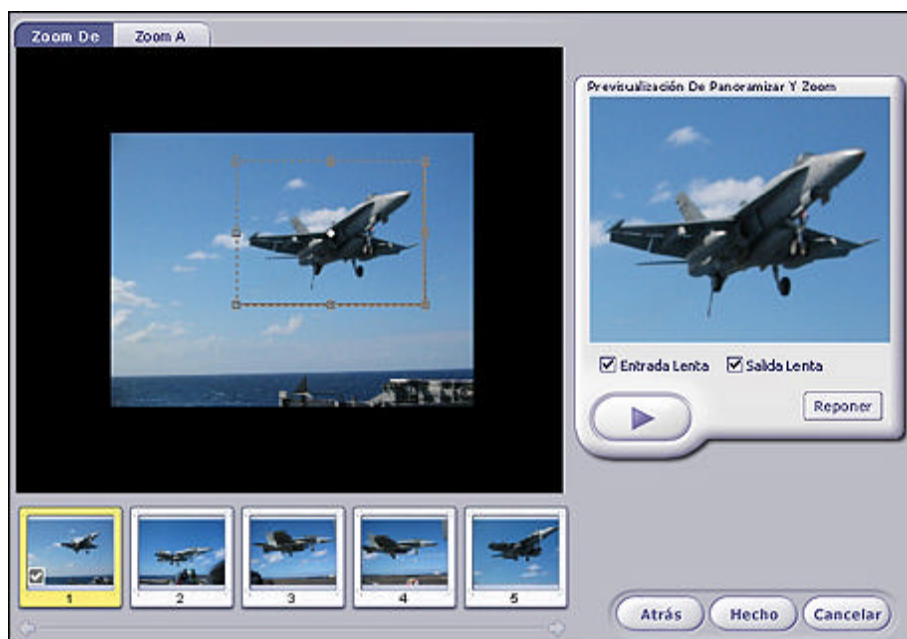 Zoom De
Zoom A
Previsualización De Panoramizar Y Zoom
Entrada Lenta
Salida Lenta
Reponer
1
2
3
4
5
Atrás
Hecho
Cancelar